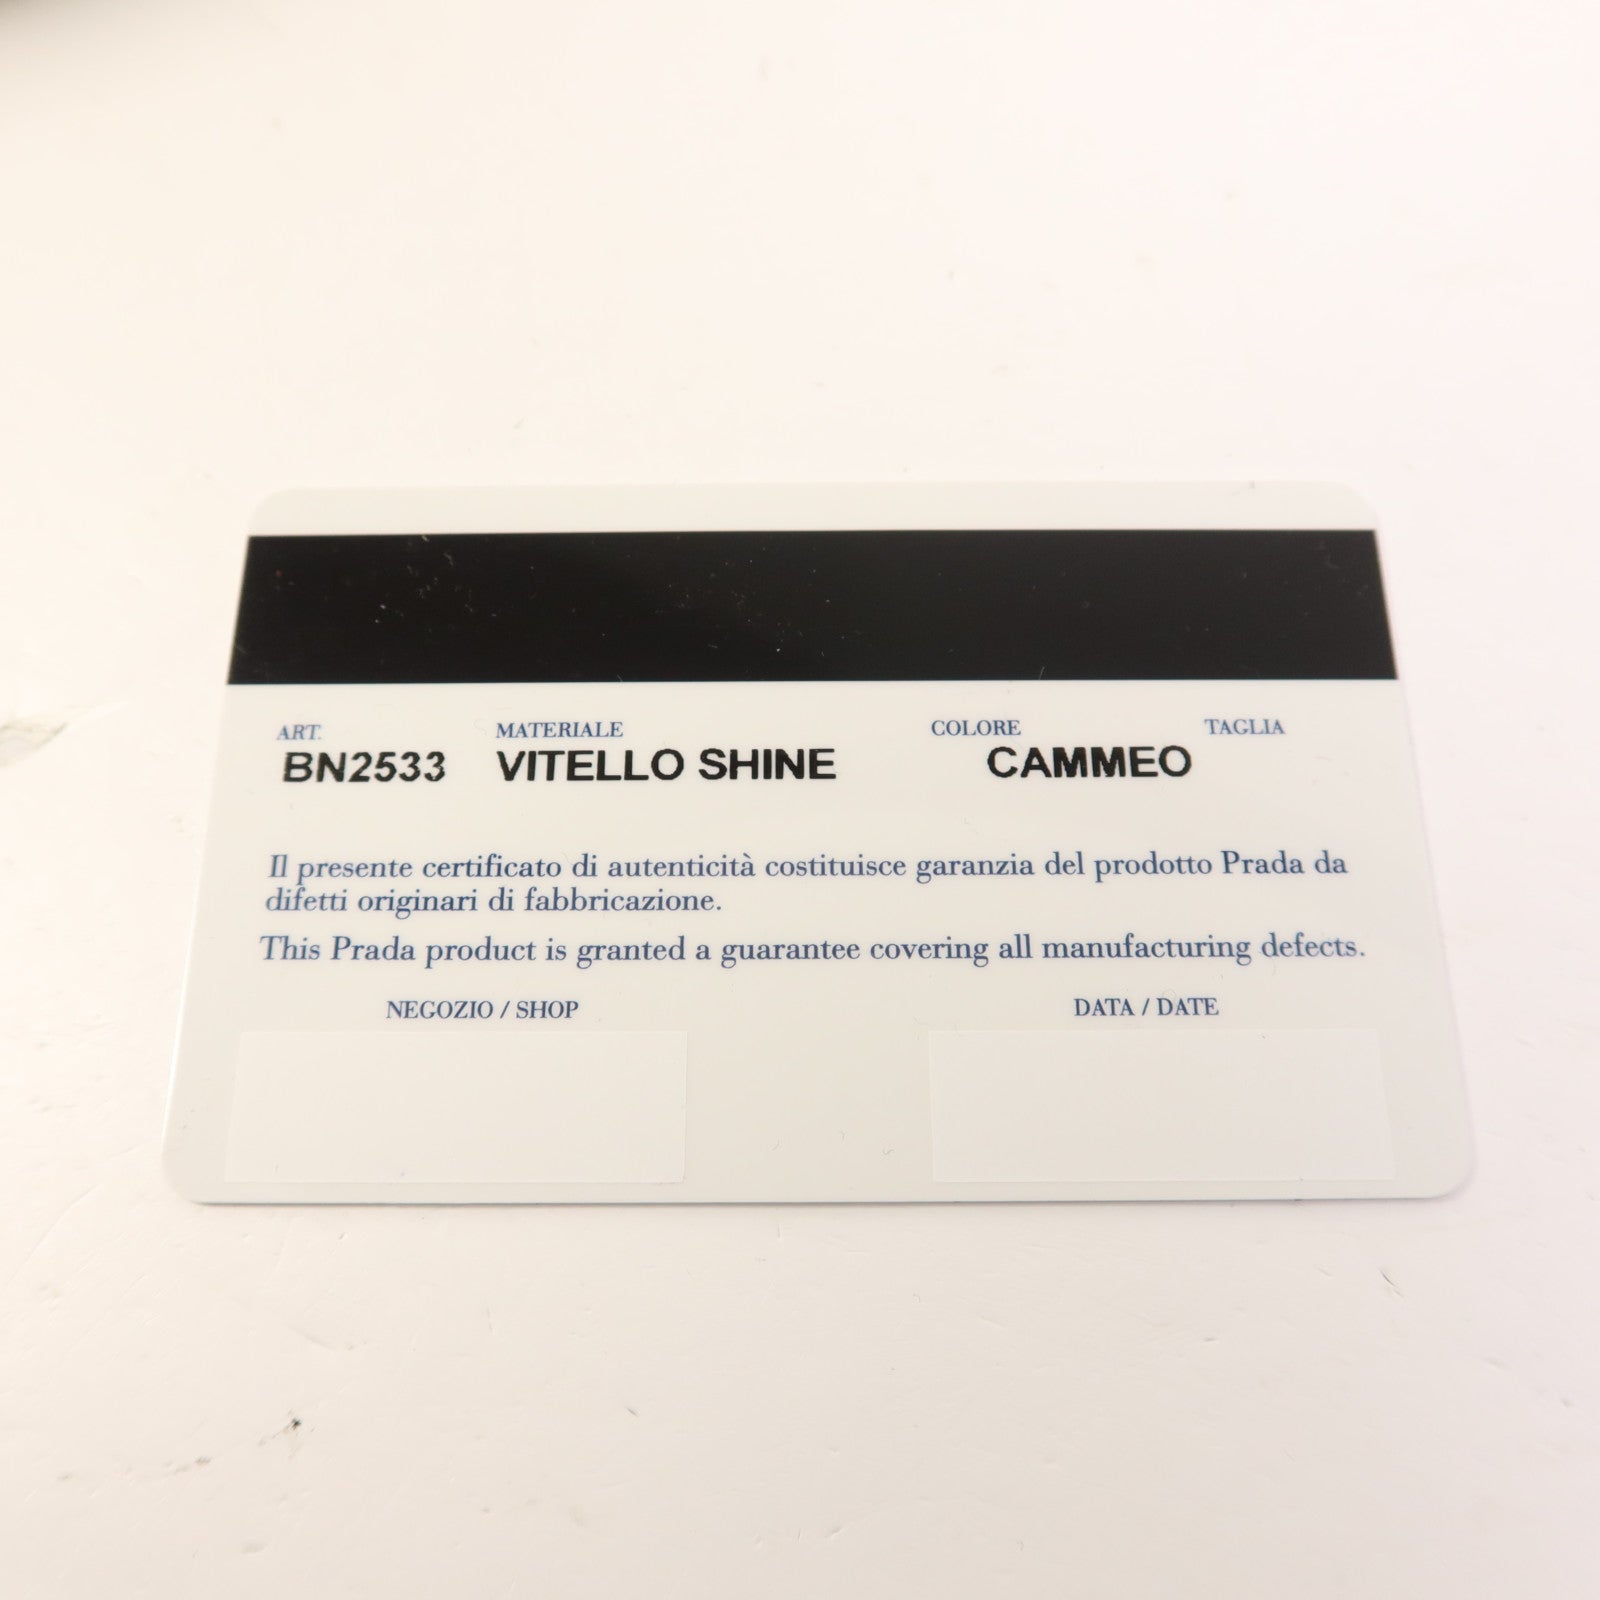 ART. MATERIALE COLORE TAGLIA
BN2533 VITELLO SHINE CAMMEO
Il presente certificato di autenticità costituisce garanzia del prodotto Prada da
difetti originari di fabbricazione.
This Prada product is granted a guarantee covering all manufacturing defects.
NEGOZIO / SHOP DATA / DATE